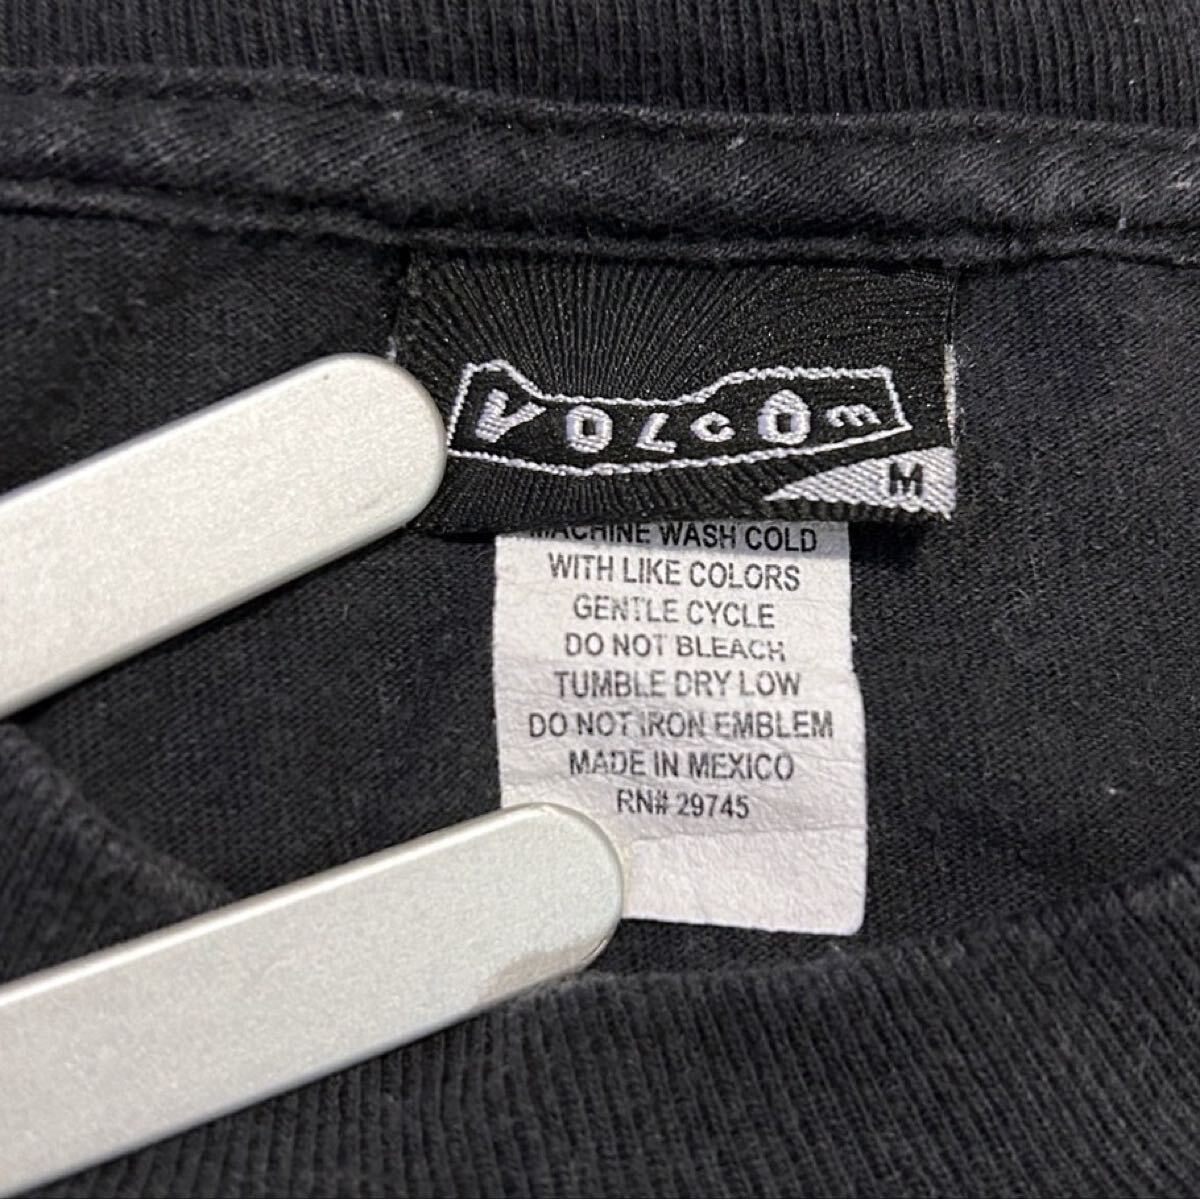 VOLCOM
M
MACHINE WASH COLD
WITH LIKE COLORS
GENTLE CYCLE
DO NOT BLEACH
TUMBLE DRY LOW
DO NOT IRON EMBLEM
MADE IN MEXICO
RN# 29745